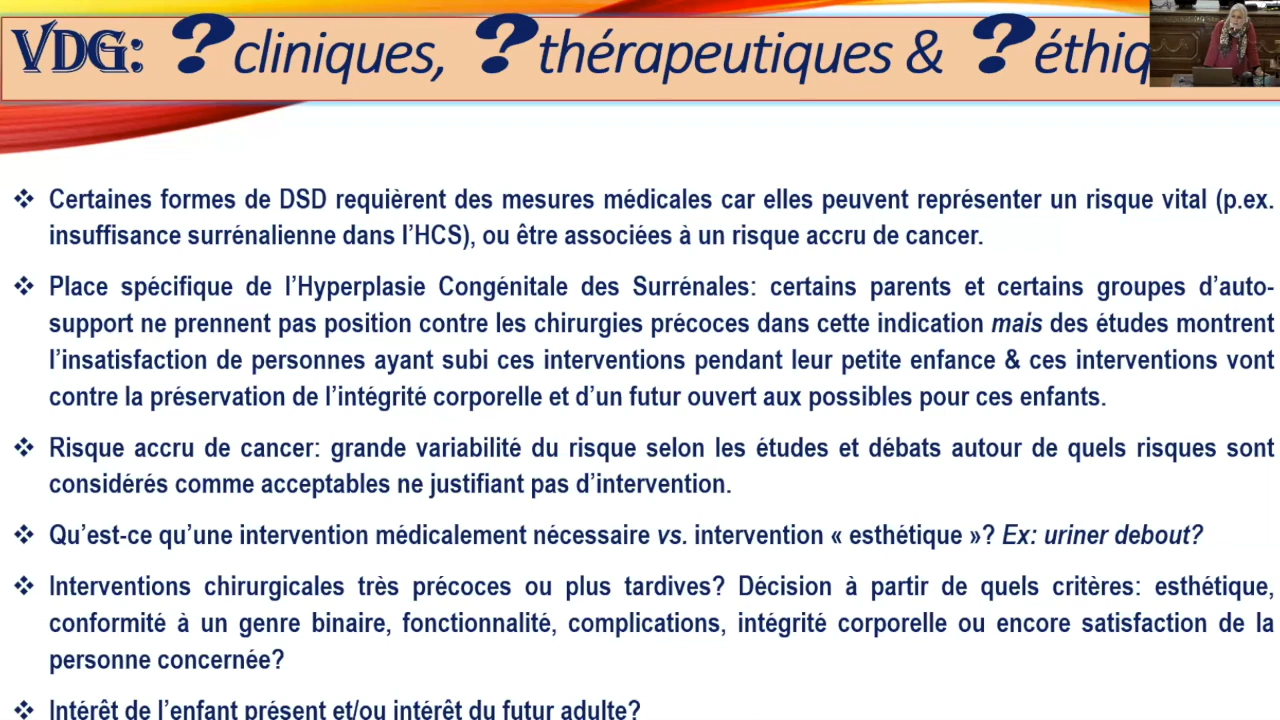 VDG: ? cliniques, ? thérapeutiques & ? éthiq
❖ Certaines formes de DSD requièrent des mesures médicales car elles peuvent représenter un risque vital (p.ex.
insuffisance surrénalienne dans l’HCS), ou être associées à un risque accru de cancer.
❖ Place spécifique de l’Hyperplasie Congénitale des Surrénales: certains parents et certains groupes d’auto-
support ne prennent pas position contre les chirurgies précoces dans cette indication mais des études montrent
l’insatisfaction de personnes ayant subi ces interventions pendant leur petite enfance & ces interventions vont
contre la préservation de l’intégrité corporelle et d’un futur ouvert aux possibles pour ces enfants.
❖ Risque accru de cancer: grande variabilité du risque selon les études et débats autour de quels risques sont
considérés comme acceptables ne justifiant pas d’intervention.
❖ Qu’est-ce qu’une intervention médicalement nécessaire vs. intervention « esthétique »? Ex: uriner debout?
❖ Interventions chirurgicales très précoces ou plus tardives? Décision à partir de quels critères: esthétique,
conformité à un genre binaire, fonctionnalité, complications, intégrité corporelle ou encore satisfaction de la
personne concernée?
❖ Intérêt de l’enfant présent et/ou intérêt du futur adulte?